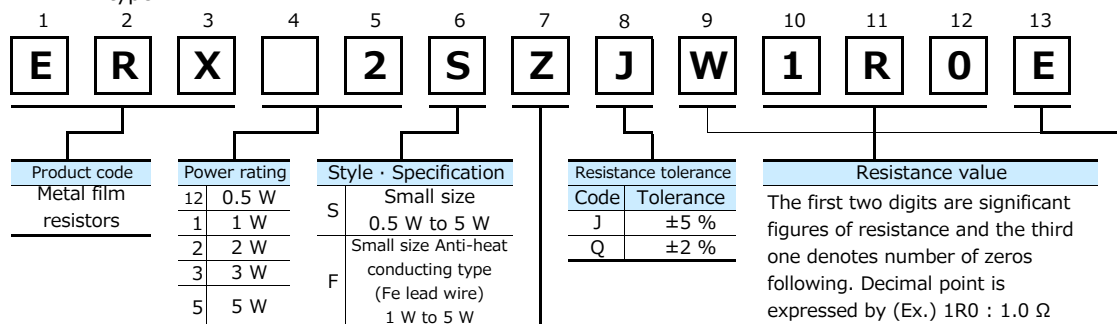 type
1 2 3 4 5 6 7 8 9 10 11 12 13
E R X 2 S Z J W 1 R 0 E
Product code
Metal film
resistors
Power rating
12 0.5 W
1 1 W
2 2 W
3 3 W
5 5 W
Style · Specification
S Small size
0.5 W to 5 W
F Small size Anti-heat
conducting type
(Fe lead wire)
1 W to 5 W
Resistance tolerance
Code Tolerance
J ±5 %
Q ±2 %
Resistance value
The first two digits are significant
figures of resistance and the third
one denotes number of zeros
following. Decimal point is
expressed by (Ex.) 1R0 : 1.0 Ω